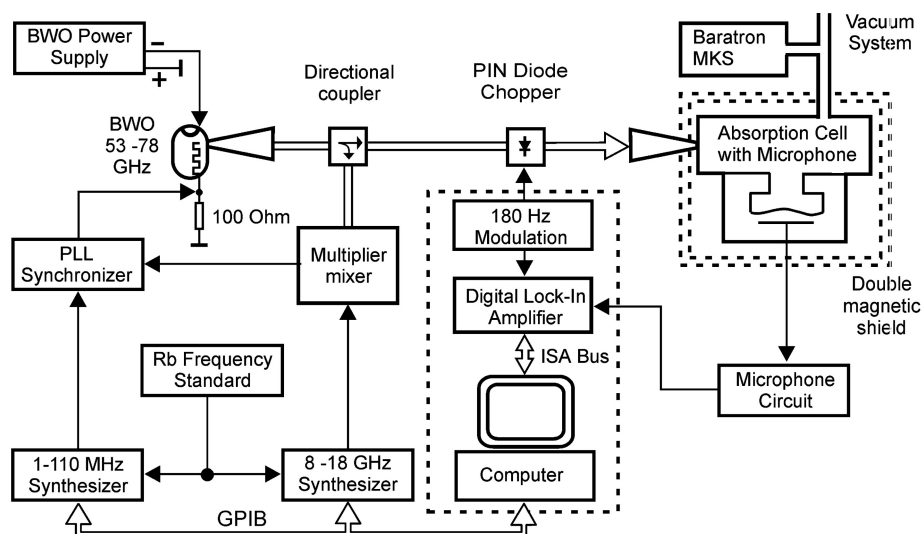 BWO Power
Supply
−
+
BWO
53 -78
GHz
100 Ohm
Directional
coupler
PIN Diode
Chopper
Baratron
MKS
Vacuum
System
Absorption Cell
with Microphone
Double
magnetic
shield
PLL
Synchronizer
Multiplier
mixer
180 Hz
Modulation
Digital Lock-In
Amplifier
ISA Bus
Rb Frequency
Standard
Microphone
Circuit
1-110 MHz
Synthesizer
8 -18 GHz
Synthesizer
Computer
GPIB